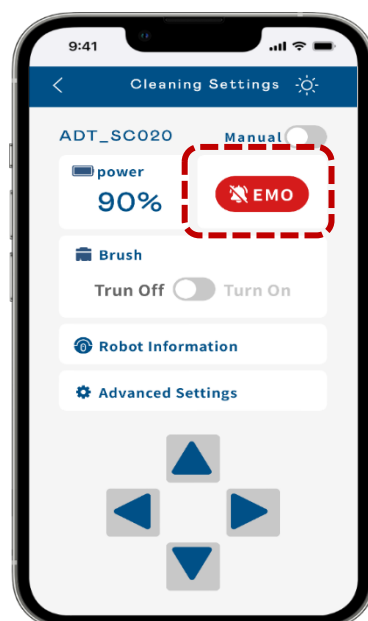 9:41
Cleaning Settings
ADT_SC020 Manual
power
90%
EMO
Brush
Trun Off Turn On
Robot Information
Advanced Settings